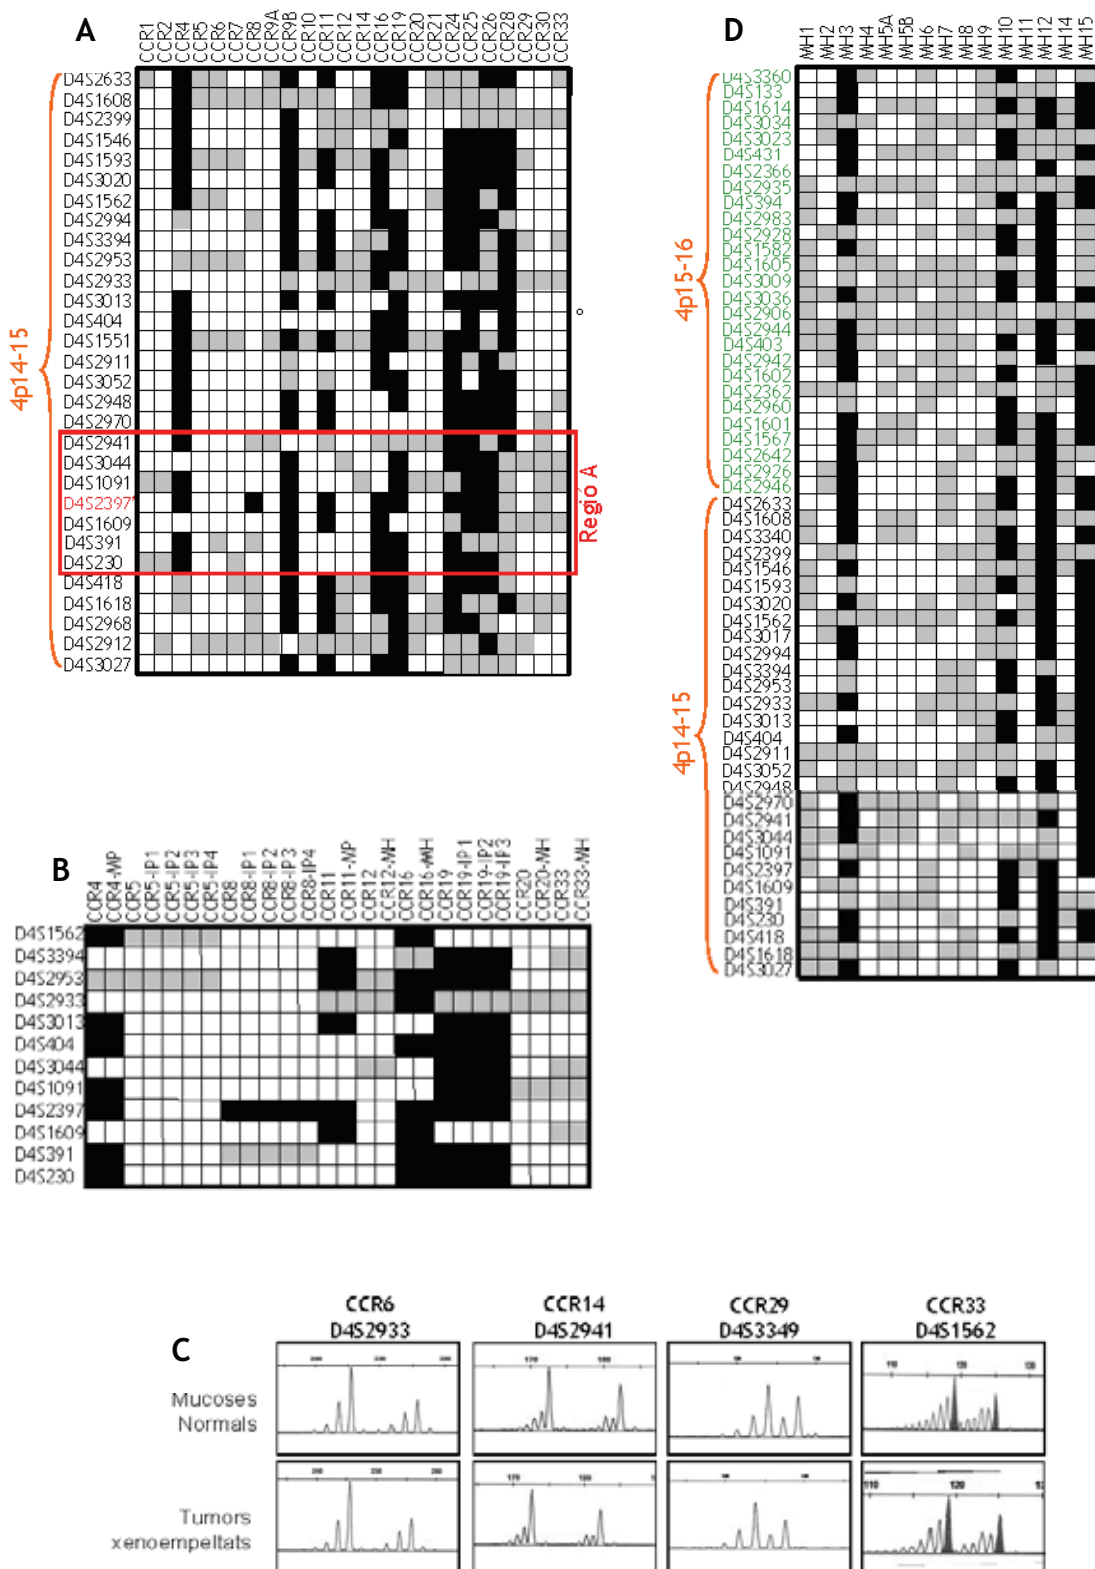 A
CCR1
CCR2
CCR4
CCR5
CCR6
CCR7
CCR8
CCR9A
CCR9B
CCR10
CCR11
CCR12
CCR14
CCR16
CCR19
CCR20
CCR21
CCR24
CCR25
CCR26
CCR28
CCR29
CCR30
CCR33
4p14-15
D4S2633
D4S1608
D4S2399
D4S1546
D4S1593
D4S3020
D4S1562
D4S2994
D4S3394
D4S2953
D4S2933
D4S3013
D4S404
D4S1551
D4S2911
D4S3052
D4S2948
D4S2970
D4S2941
D4S3044
D4S1091
D4S2397*
D4S1609
D4S391
D4S230
D4S418
D4S1618
D4S2968
D4S2912
D4S3027
Regió A
D
MH1
MH2
MH3
MH4
MH5A
MH5B
MH6
MH7
MH8
MH9
MH10
MH11
MH12
MH14
MH15
4p15-16
D4S3360
D4S133
D4S1614
D4S3034
D4S3023
D4S431
D4S2366
D4S2935
D4S394
D4S2983
D4S2928
D4S1582
D4S1605
D4S3009
D4S3036
D4S2906
D4S2944
D4S403
D4S2942
D4S1602
D4S2362
D4S2960
D4S1601
D4S1567
D4S2642
D4S2926
D4S2946
4p14-15
D4S2633
D4S1608
D4S3340
D4S2399
D4S1546
D4S1593
D4S3020
D4S1562
D4S3017
D4S2994
D4S3394
D4S2953
D4S2933
D4S3013
D4S404
D4S2911
D4S3052
D4S2948
D4S2970
D4S2941
D4S3044
D4S1091
D4S2397
D4S1609
D4S391
D4S230
D4S418
D4S1618
D4S3027
B
CCR4
CCR4-MP
CCR5
CCR5-IP1
CCR5-IP2
CCR5-IP3
CCR5-IP4
CCR8
CCR8-IP1
CCR8-IP2
CCR8-IP3
CCR8-IP4
CCR11
CCR11-MP
CCR12
CCR12-MH
CCR16
CCR16-MH
CCR19
CCR19-IP1
CCR19-IP2
CCR19-IP3
CCR20
CCR20-MH
CCR33
CCR33-MH
D4S1562
D4S3394
D4S2953
D4S2933
D4S3013
D4S404
D4S3044
D4S1091
D4S2397
D4S1609
D4S391
D4S230
C
CCR6 CCR14 CCR29 CCR33
D4S2933 D4S2941 D4S3349 D4S1562
Mucoses
Normals
170 180
110 120 130
Tumors
xenoempeltats
170 180
110 120